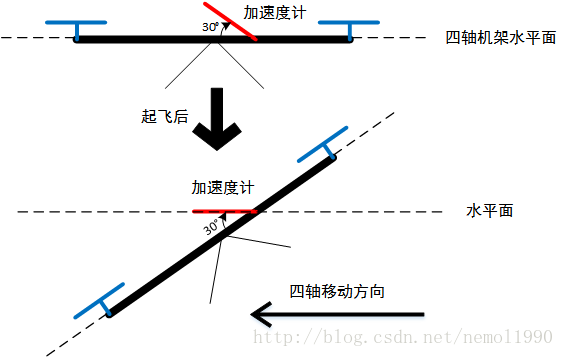 加速度计
30°
四轴机架水平面
起飞后
加速度计
水平面
30°
四轴移动方向
http://blog.csdn.net/nemol1990